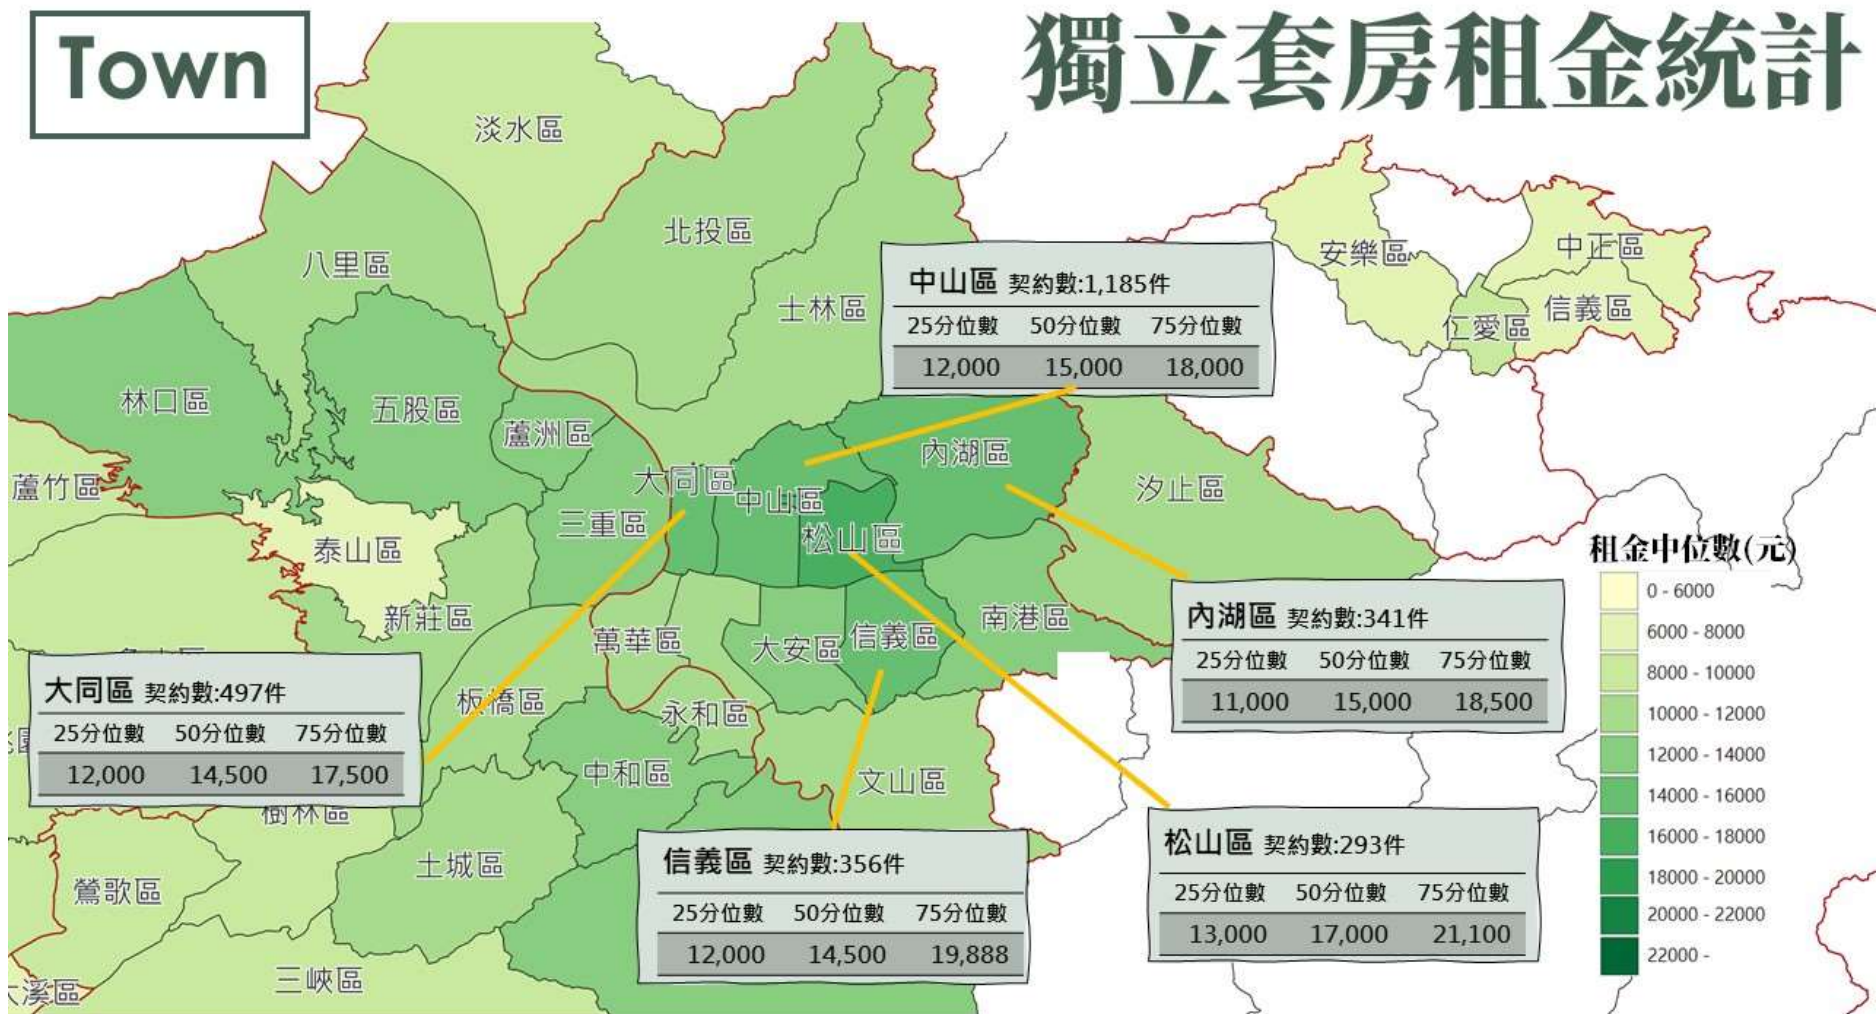 Town
獨立套房租金統計
淡水區
北投區
八里區
士林區
安樂區
中正區
信義區
仁愛區
中山區 契約數:1,185件
25分位數 50分位數 75分位數
12,000 15,000 18,000
林口區
五股區
蘆洲區
內湖區
蘆竹區
大同區
中山區
汐止區
三重區
松山區
泰山區
新莊區
萬華區
大安區
信義區
南港區
租金中位數(元)
0 - 6000
6000 - 8000
8000 - 10000
10000 - 12000
12000 - 14000
14000 - 16000
16000 - 18000
18000 - 20000
20000 - 22000
22000 -
內湖區 契約數:341件
25分位數 50分位數 75分位數
11,000 15,000 18,500
大同區 契約數:497件
25分位數 50分位數 75分位數
12,000 14,500 17,500
板橋區
永和區
中和區
文山區
樹林區
土城區
鶯歌區
信義區 契約數:356件
25分位數 50分位數 75分位數
12,000 14,500 19,888
松山區 契約數:293件
25分位數 50分位數 75分位數
13,000 17,000 21,100
三峽區
大溪區